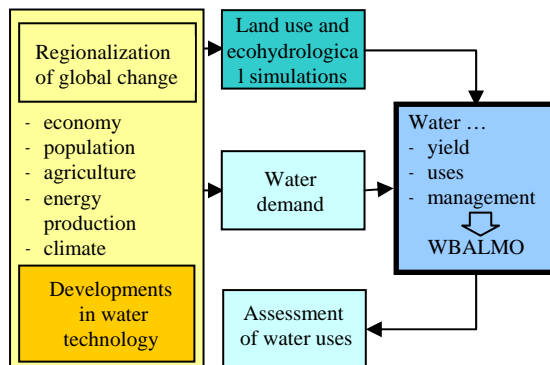 Regionalization
of global change
- economy
- population
- agriculture
- energy
production
- climate
Developments
in water
technology
Land use and
ecohydrologica
l simulations
Water
demand
Assessment
of water uses
Water …
- yield
- uses
- management
WBALMO